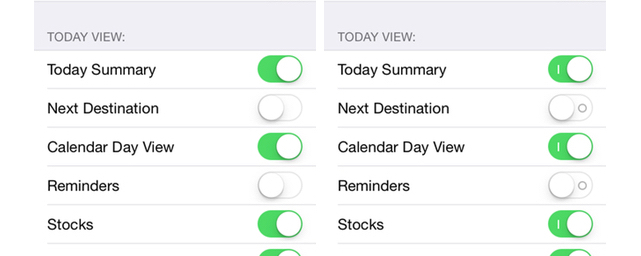 TODAY VIEW:
Today Summary
Next Destination
Calendar Day View
Reminders
Stocks
TODAY VIEW:
Today Summary
Next Destination
Calendar Day View
Reminders
Stocks